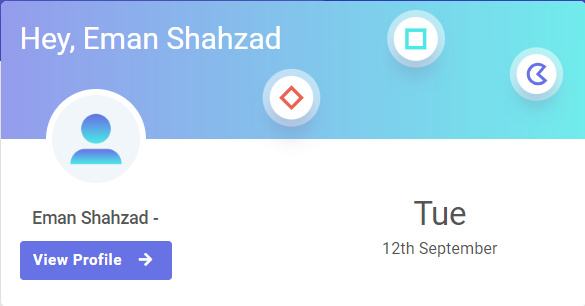 Hey, Eman Shahzad
Eman Shahzad -
View Profile
Tue
12th September